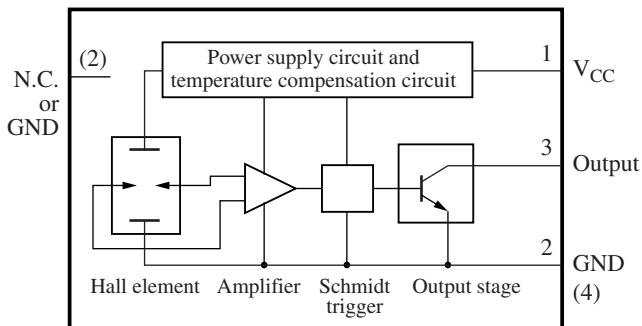 (2)
N.C.
or
GND
Power supply circuit and
temperature compensation circuit
1
V_CC
3
Output
2
GND
(4)
Hall element
Amplifier
Schmidt
trigger
Output stage